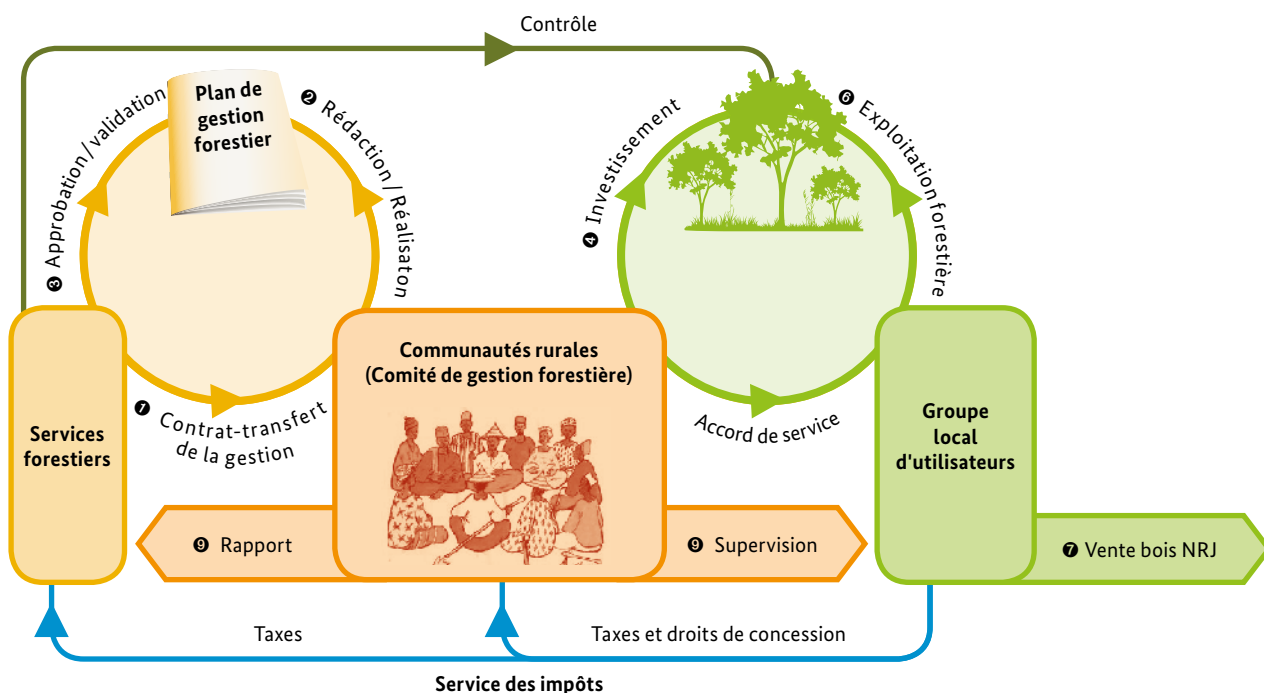 Contrôle
Plan de
gestion
forestier
❷ Rédaction / Réalisaton
❸ Approbation / validation
❹ Investissement
❻ Exploitation forestière
❶ Contrat-transfert
de la gestion
Accord de service
Services
forestiers
Communautés rurales
(Comité de gestion forestière)
Groupe
local
d'utilisateurs
❾ Rapport
❾ Supervision
❼ Vente bois NRJ
Taxes
Taxes et droits de concession
Service des impôts